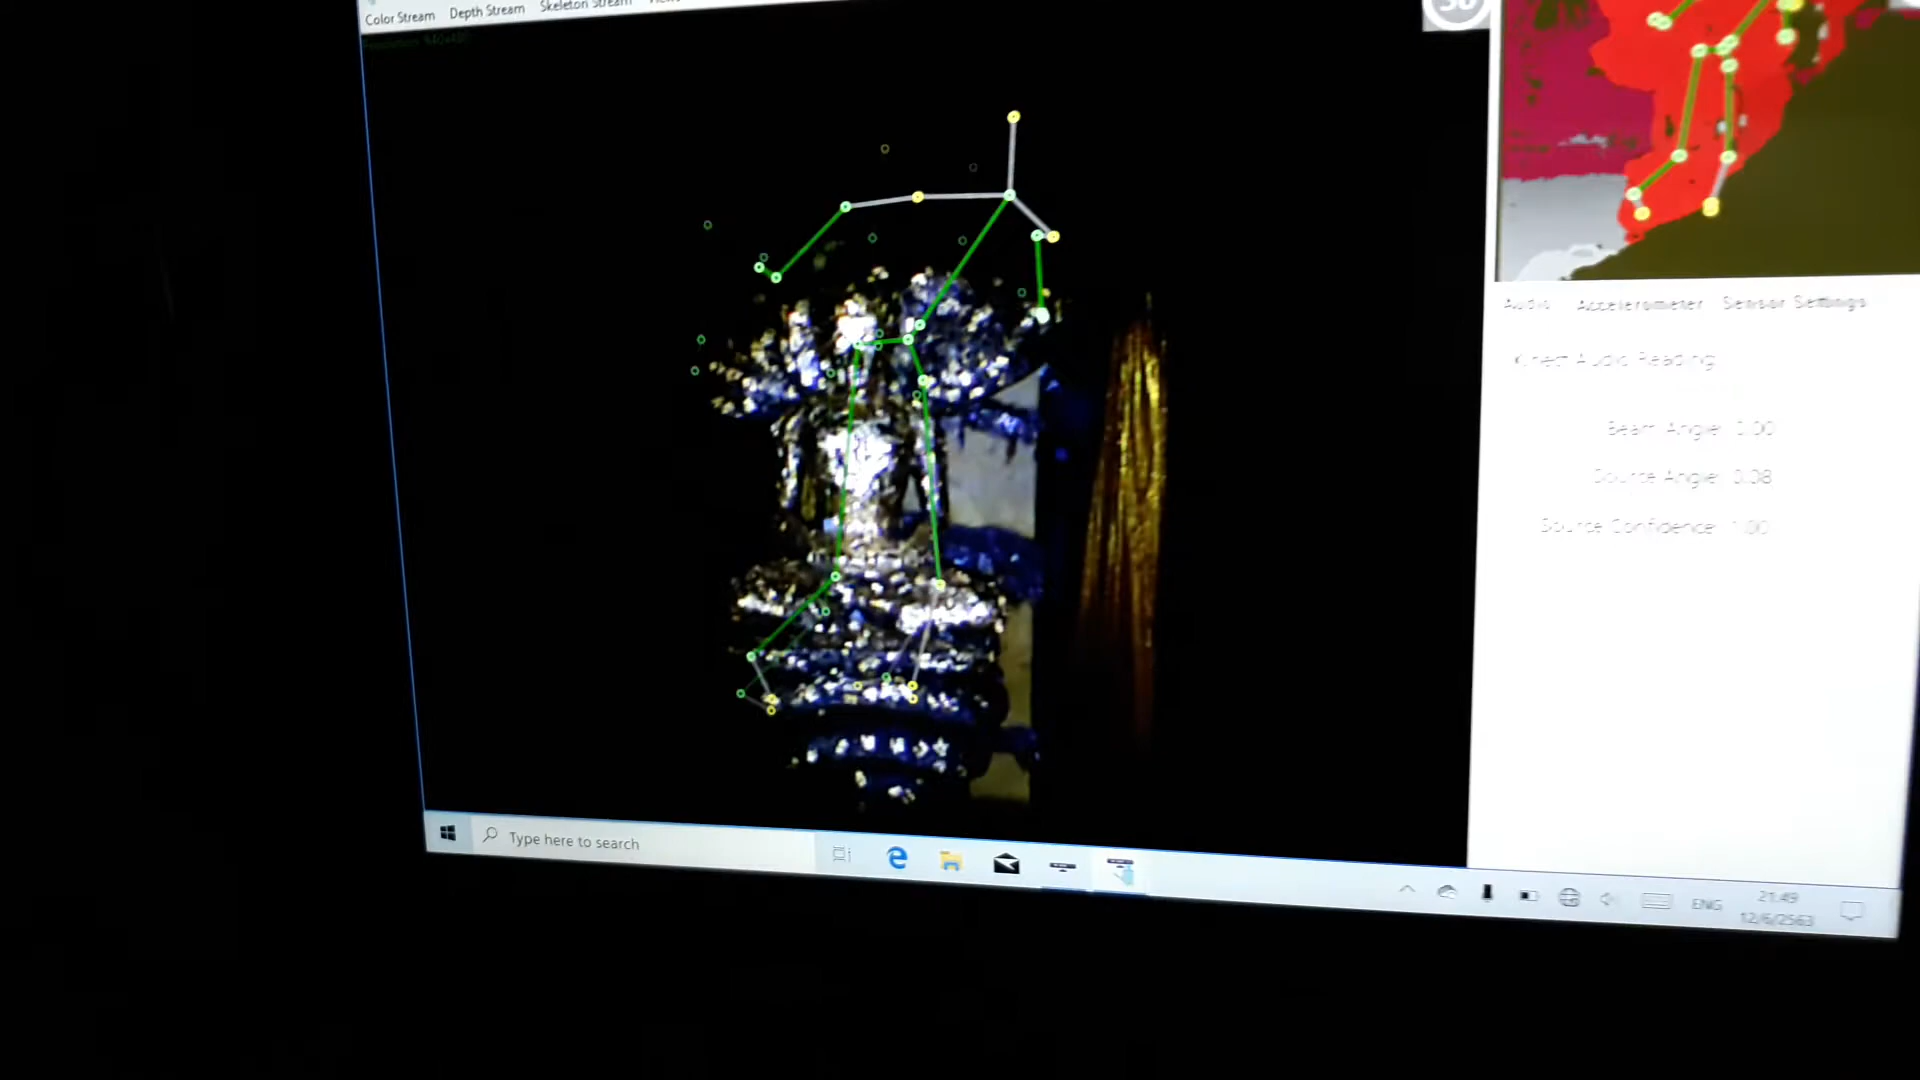 Color Stream Depth Stream Skeleton Stream
30
Audio Accelerometer Sensor Settings
Kinect Audio Reading
Beam Angle: 0.00
Source Angle: 0.38
Source Confidence: 1.00
Type here to search
ENG
21:49
12/6/2563